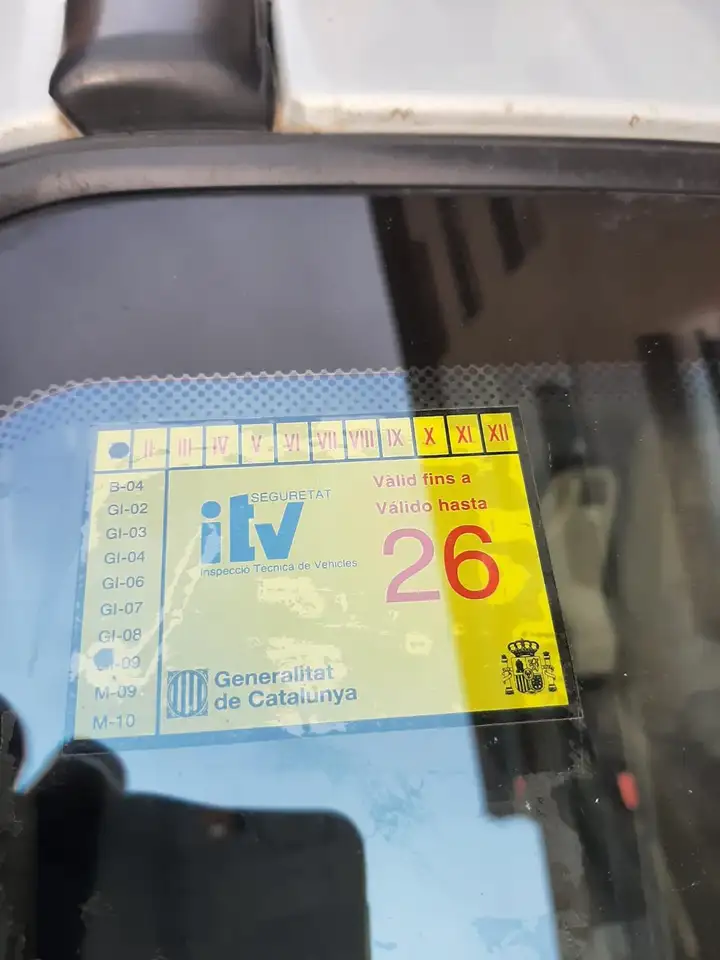 II III IV V VI VII VIII IX X XI XII
B-04
GI-02
GI-03
GI-04
GI-06
GI-07
GI-08
-09
M-09
M-10
SEGURETAT
itv
Inspecció Tècnica de Vehicles
Vàlid fins a
Válido hasta
26
Generalitat
de Catalunya